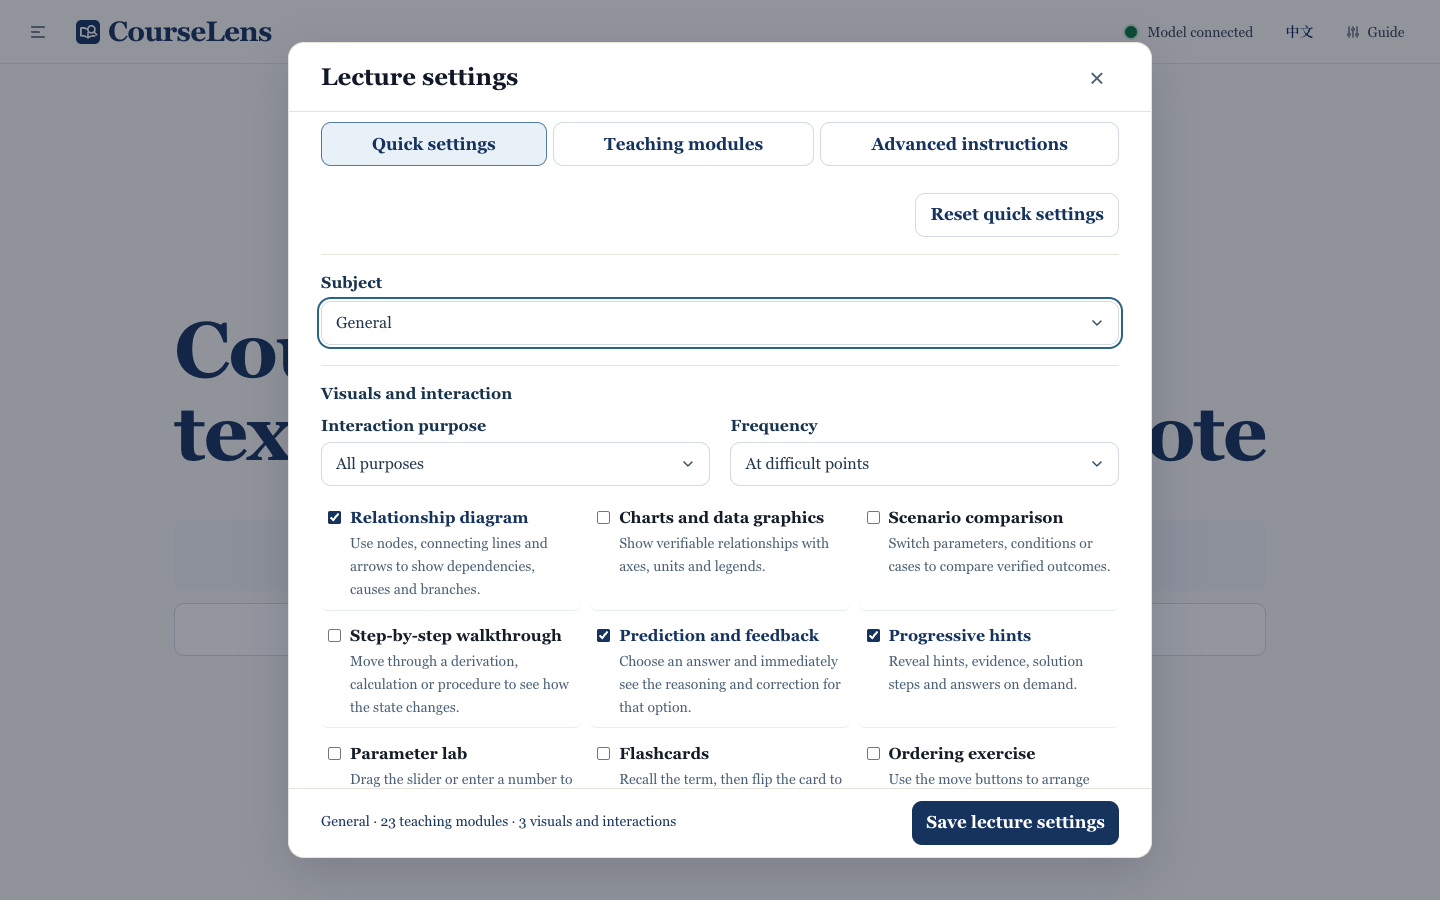 CourseLens
Model connected
中文
Guide
Lecture settings
Quick settings
Teaching modules
Advanced instructions
Reset quick settings
Subject
General
Visuals and interaction
Interaction purpose
Frequency
All purposes
At difficult points
Relationship diagram
Use nodes, connecting lines and
arrows to show dependencies,
causes and branches.
Charts and data graphics
Show verifiable relationships with
axes, units and legends.
Scenario comparison
Switch parameters, conditions or
cases to compare verified outcomes.
Step-by-step walkthrough
Move through a derivation,
calculation or procedure to see how
the state changes.
Prediction and feedback
Choose an answer and immediately
see the reasoning and correction for
that option.
Progressive hints
Reveal hints, evidence, solution
steps and answers on demand.
Parameter lab
Drag the slider or enter a number to
Flashcards
Recall the term, then flip the card to
Ordering exercise
Use the move buttons to arrange
General · 23 teaching modules · 3 visuals and interactions
Save lecture settings